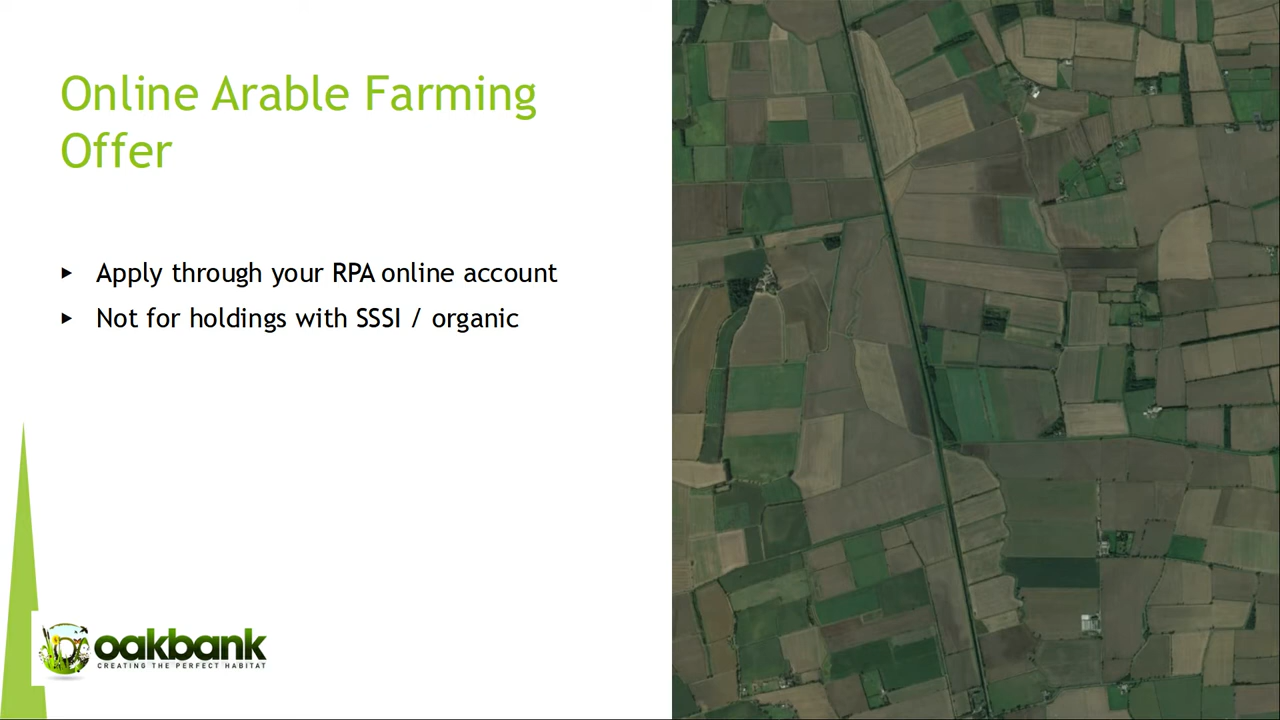 Online Arable Farming
Offer
Apply through your RPA online account
Not for holdings with SSSI / organic
oakbank
CREATING THE PERFECT HABITAT